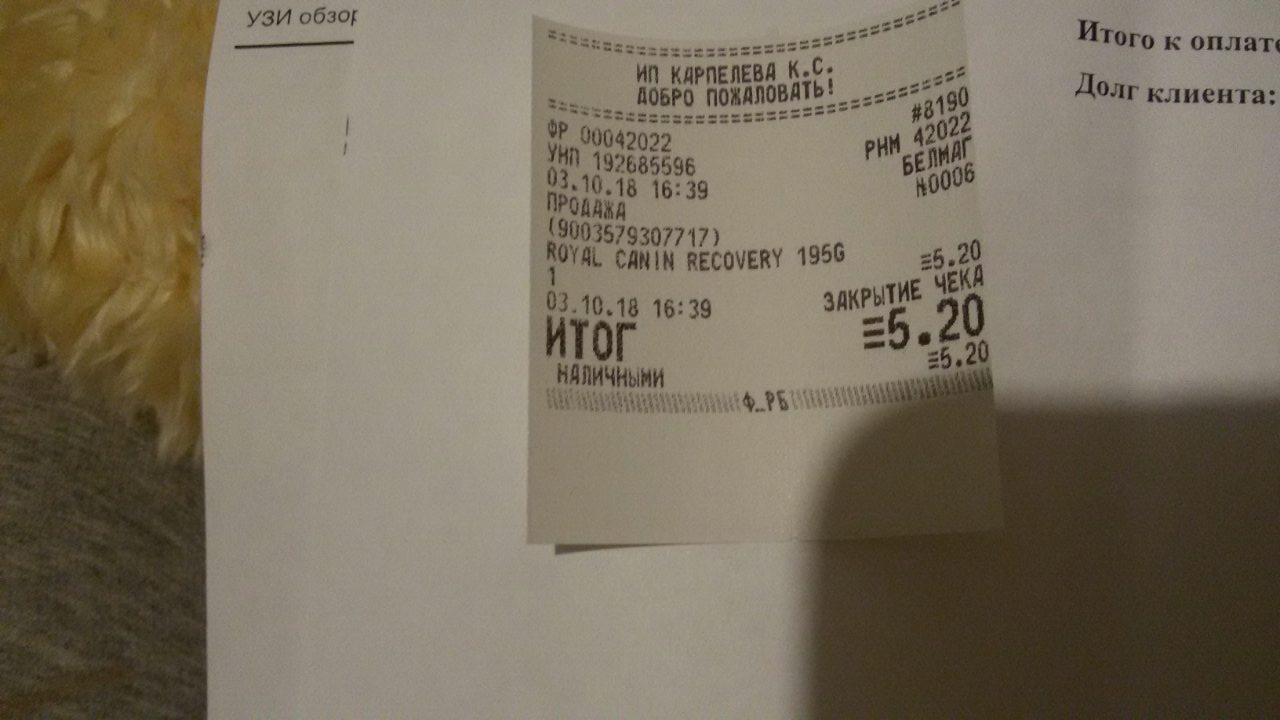 УЗИ обзор
ИП КАРПЕЛЕВА К.С.
ДОБРО ПОЖАЛОВАТЬ!
#8190
ФР 00042022 РНМ 42022
УНП 192685596 БЕЛМАГ
03.10.18 16:39 №0006
ПРОДАЖА
(9003579307717)
ROYAL CANIN RECOVERY 195G
1 ≡5.20
03.10.18 16:39 ЗАКРЫТИЕ ЧЕКА
ИТОГ ≡5.20
НАЛИЧНЫМИ ≡5.20
Ф_РБ
Итого к оплате
Долг клиента: